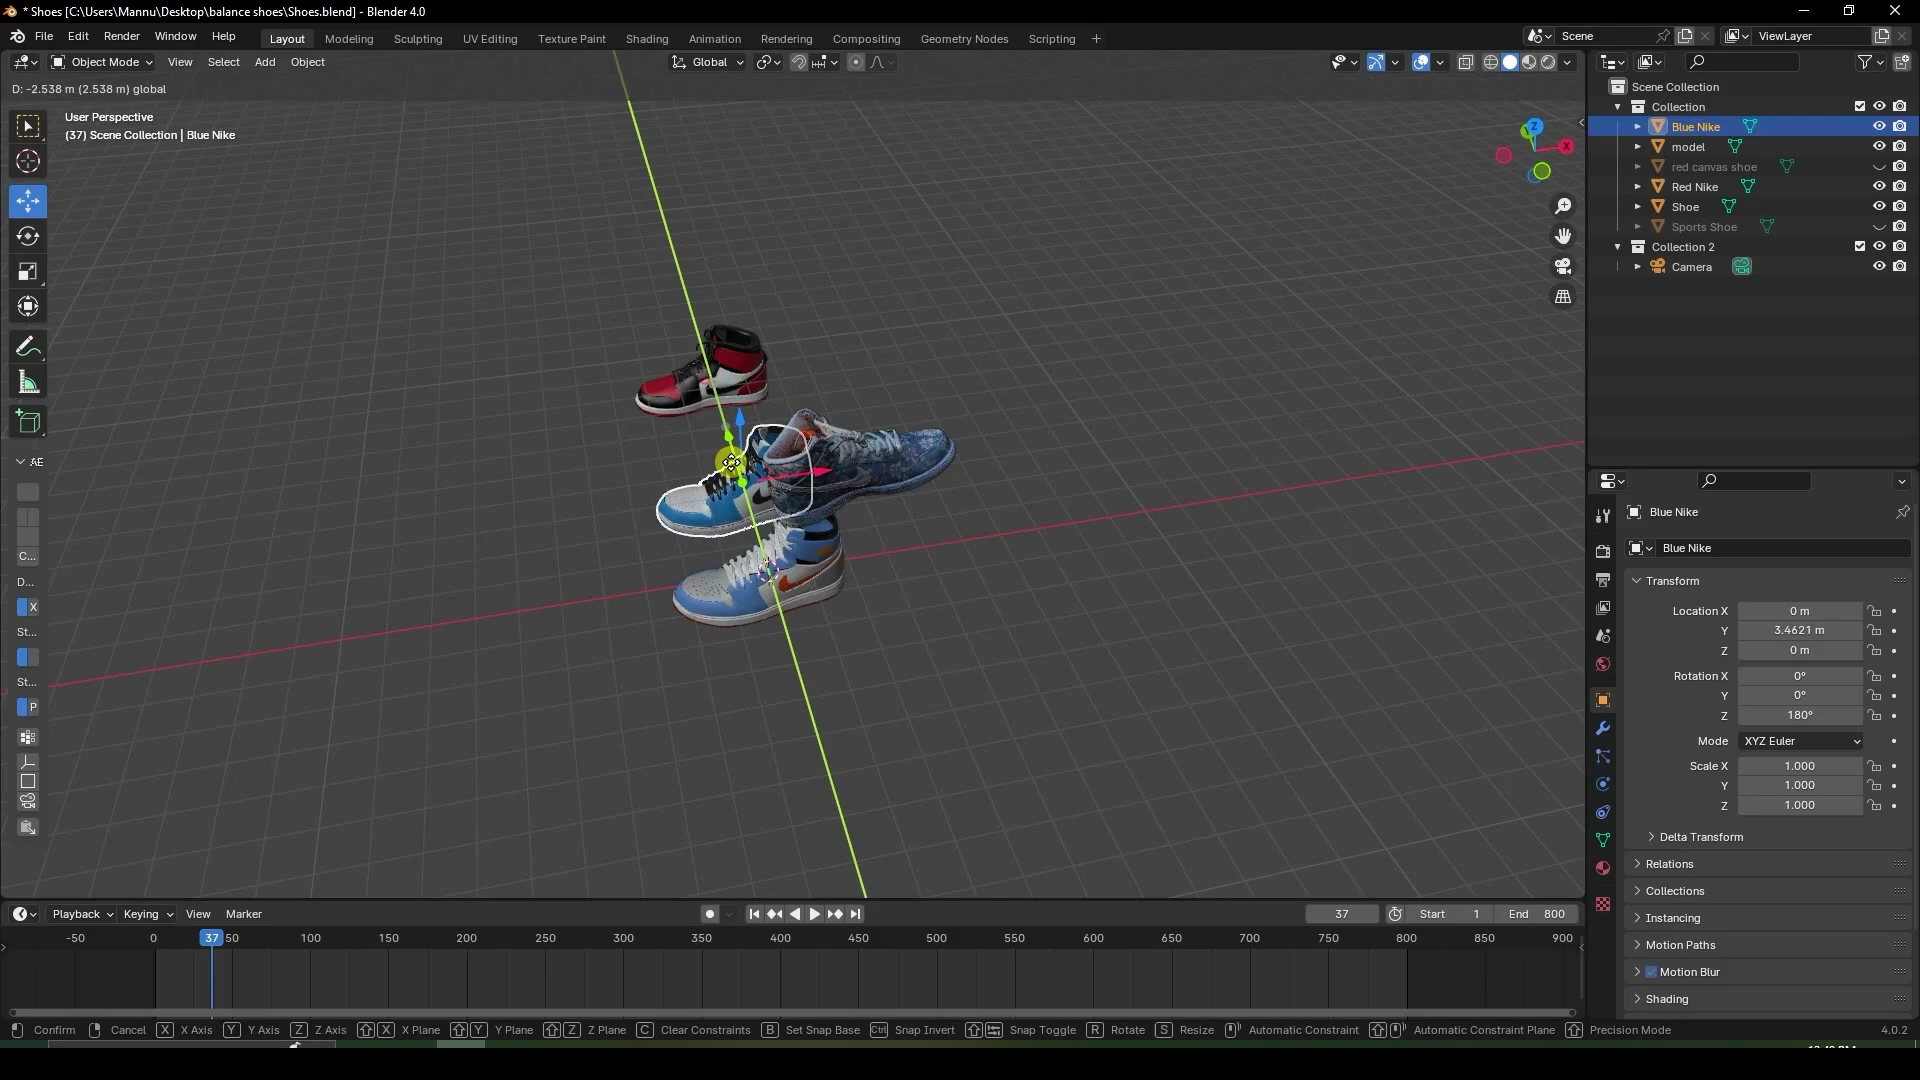 * Shoes [C:\Users\Mannu\Desktop\balance shoes\Shoes.blend] - Blender 4.0
File Edit Render Window Help
Layout Modeling Sculpting UV Editing Texture Paint Shading Animation Rendering Compositing Geometry Nodes Scripting +
Scene
ViewLayer
Object Mode View Select Add Object
Global
D: -2.538 m (2.538 m) global
User Perspective
(37) Scene Collection | Blue Nike
Z
X
Scene Collection
Collection
Blue Nike
model
red canvas shoe
Red Nike
Shoe
Sports Shoe
Collection 2
Camera
AE
C...
D...
X
St...
St...
P
Blue Nike
Blue Nike
Transform
Location X 0 m
Y 3.4621 m
Z 0 m
Rotation X 0°
Y 0°
Z 180°
Mode XYZ Euler
Scale X 1.000
Y 1.000
Z 1.000
Delta Transform
Relations
Collections
Instancing
Motion Paths
Motion Blur
Shading
Playback Keying View Marker
37 Start 1 End 800
-50 0 37 50 100 150 200 250 300 350 400 450 500 550 600 650 700 750 800 850 900
Confirm Cancel X X Axis Y Y Axis Z Z Axis X X Plane Y Y Plane Z Z Plane C Clear Constraints B Set Snap Base Ctrl Snap Invert Snap Toggle R Rotate S Resize Automatic Constraint Automatic Constraint Plane Precision Mode 4.0.2